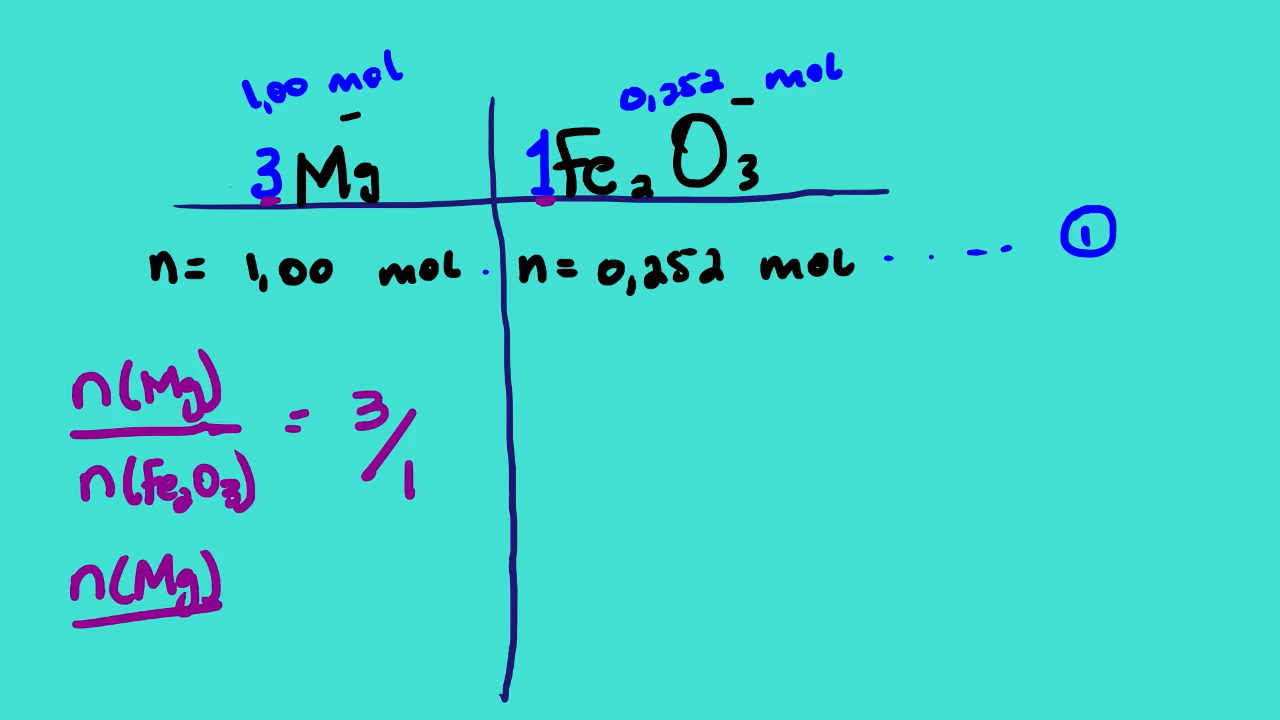 1,00 mol 0,252 mol
3Mg 1Fe₂O₃
n= 1,00 mol n= 0,252 mol 1
n(Mg)
n(Fe₂O₃) = 3/1
n(Mg)